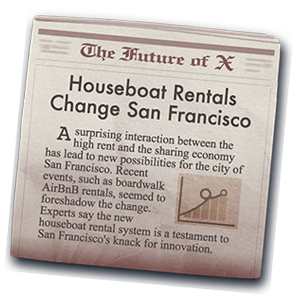 The Future of X
Houseboat Rentals
Change San Francisco
A surprising interaction between the
high rent and the sharing economy
has lead to new possibilities for the city of
San Francisco. Recent
events, such as boardwalk
AirBnB rentals, seemed to
foreshadow the change.
Experts say the new
houseboat rental system is a testament to
San Francisco's knack for innovation.